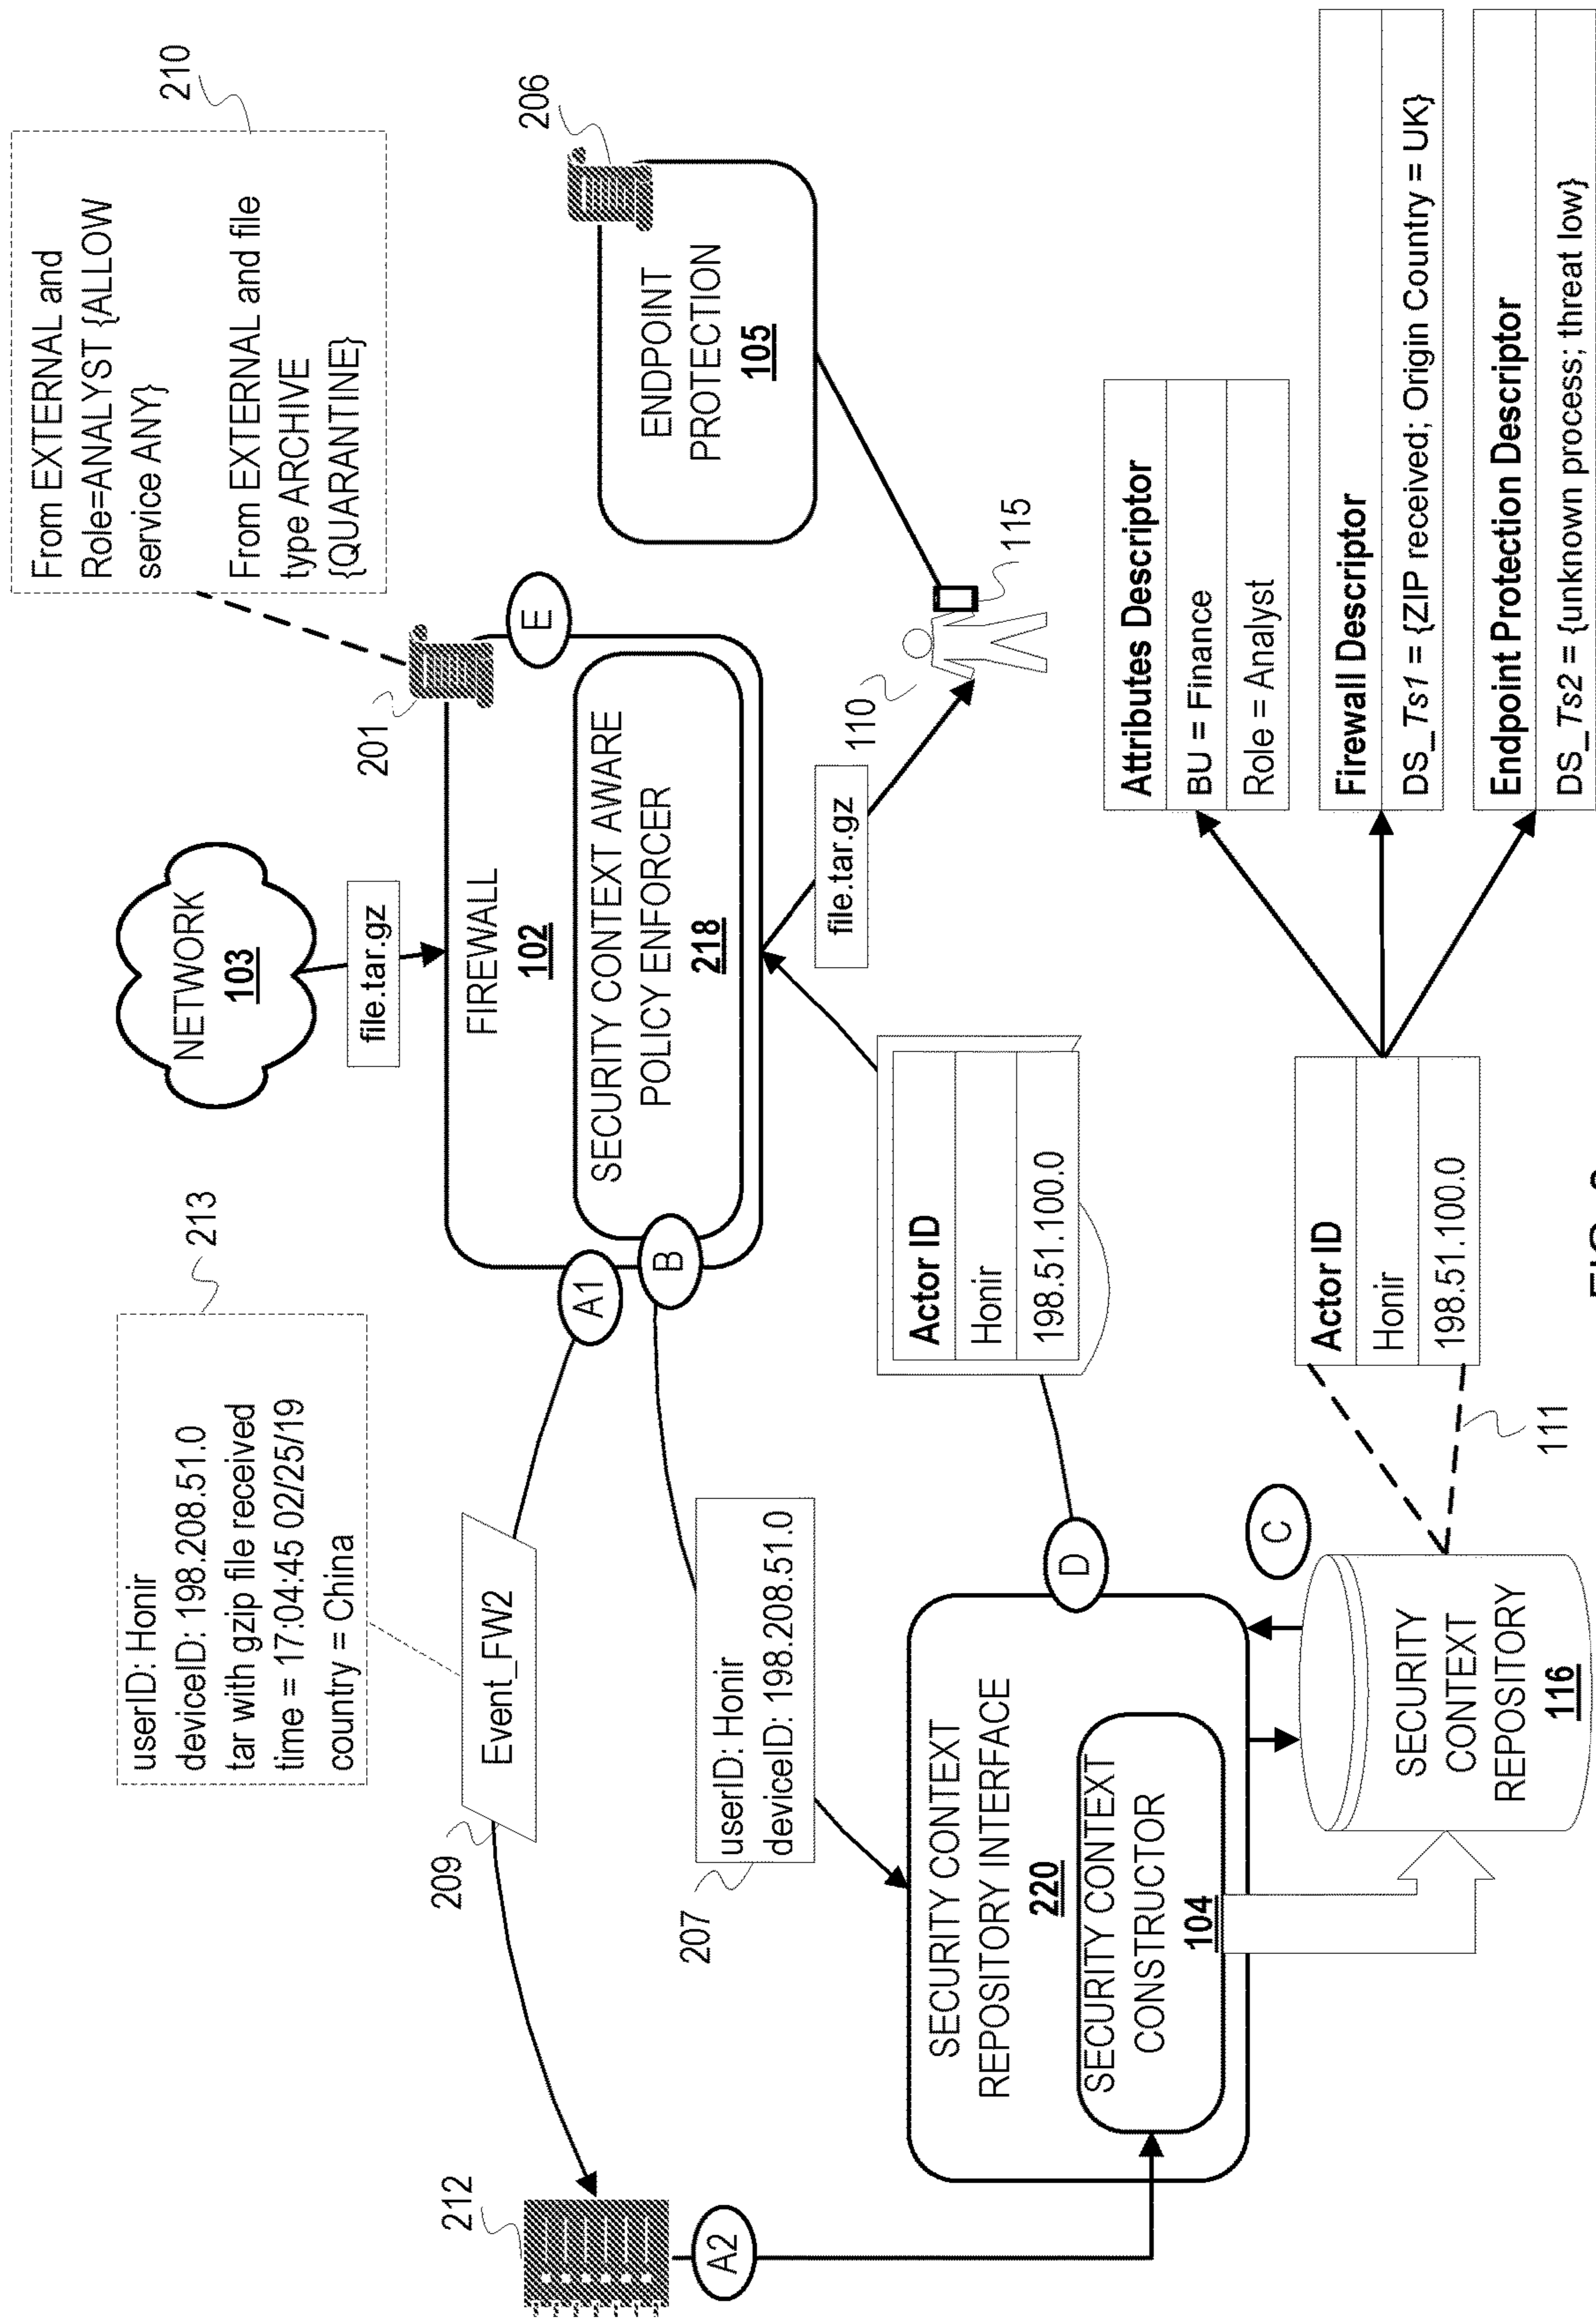 userID: Honir
deviceID: 198.208.51.0
tar with gzip file received
time = 17:04:45 02/25/19
country = China
213
NETWORK
103
file.tar.gz
From EXTERNAL and
Role=ANALYST {ALLOW
service ANY}
From EXTERNAL and file
type ARCHIVE
{QUARANTINE}
210
212
209
Event_FW2
A1
A2
B
FIREWALL
102
SECURITY CONTEXT AWARE
POLICY ENFORCER
218
201
E
206
ENDPOINT
PROTECTION
105
207
userID: Honir
deviceID: 198.208.51.0
file.tar.gz
110
115
SECURITY CONTEXT
REPOSITORY INTERFACE
220
SECURITY CONTEXT
CONSTRUCTOR
104
D
Actor ID
Honir
198.51.100.0
C
SECURITY
CONTEXT
REPOSITORY
116
111
Actor ID
Honir
198.51.100.0
Attributes Descriptor
BU = Finance
Role = Analyst
Firewall Descriptor
DS_Ts1 = {ZIP received; Origin Country = UK}
Endpoint Protection Descriptor
DS_Ts2 = {unknown process; threat low}